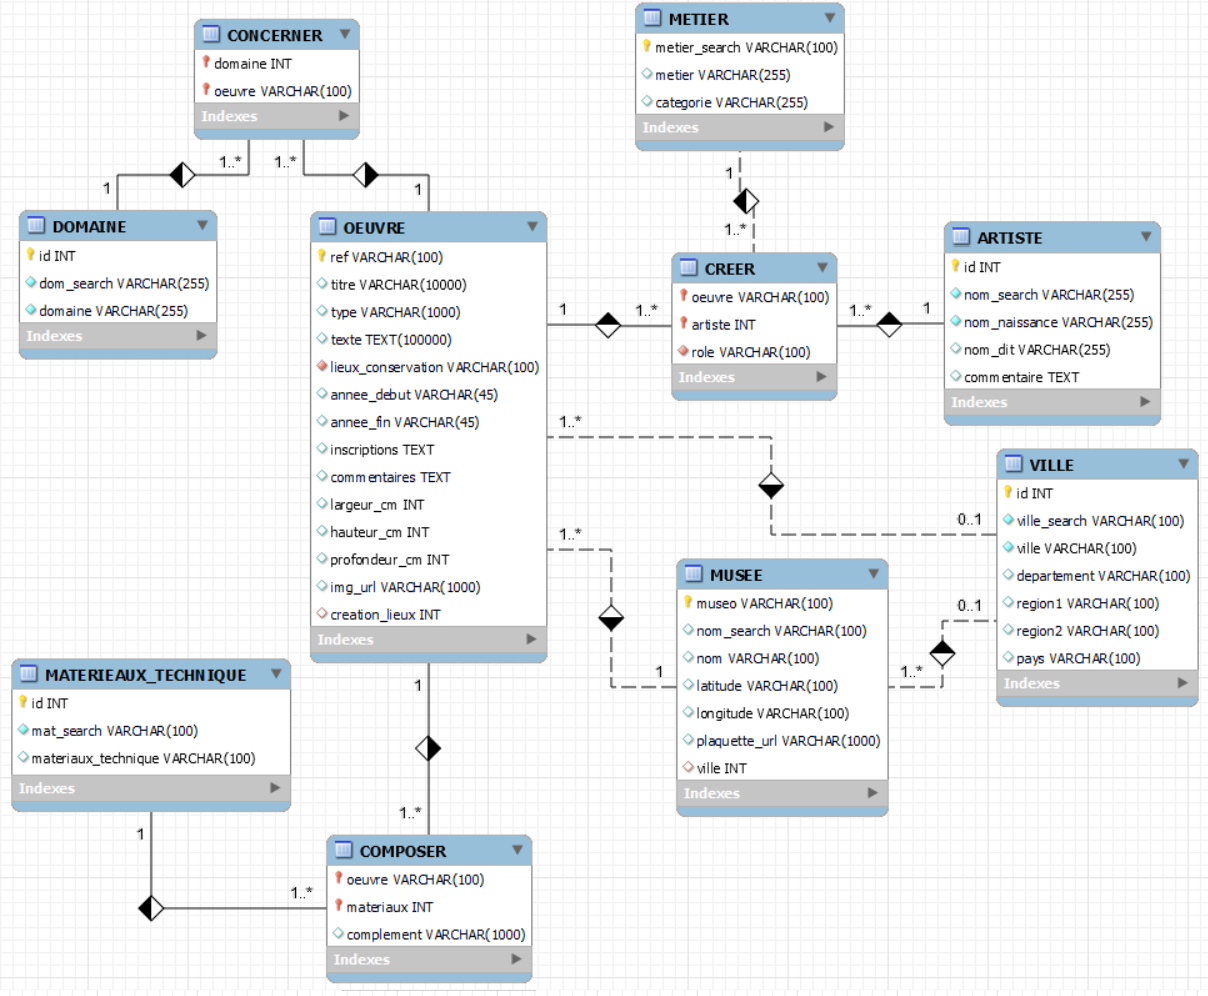 CONCERNER
domaine INT
oeuvre VARCHAR(100)
Indexes
METIER
metier_search VARCHAR(100)
metier VARCHAR(255)
categorie VARCHAR(255)
Indexes
1..*
1..*
1
1
1
1..*
DOMAINE
id INT
dom_search VARCHAR(255)
domaine VARCHAR(255)
Indexes
OEUVRE
ref VARCHAR(100)
titre VARCHAR(10000)
type VARCHAR(1000)
texte TEXT(100000)
lieux_conservation VARCHAR(100)
annee_debut VARCHAR(45)
annee_fin VARCHAR(45)
inscriptions TEXT
commentaires TEXT
largeur_cm INT
hauteur_cm INT
profondeur_cm INT
img_url VARCHAR(1000)
creation_lieux INT
Indexes
1
1..*
CREER
oeuvre VARCHAR(100)
artiste INT
role VARCHAR(100)
Indexes
1..*
1
ARTISTE
id INT
nom_search VARCHAR(255)
nom_naissance VARCHAR(255)
nom_dit VARCHAR(255)
commentaire TEXT
Indexes
1..*
0..1
VILLE
id INT
ville_search VARCHAR(100)
ville VARCHAR(100)
departement VARCHAR(100)
region1 VARCHAR(100)
region2 VARCHAR(100)
pays VARCHAR(100)
Indexes
1..*
1
MUSEE
museo VARCHAR(100)
nom_search VARCHAR(100)
nom VARCHAR(100)
latitude VARCHAR(100)
longitude VARCHAR(100)
plaquette_url VARCHAR(1000)
ville INT
Indexes
0..1
1..*
MATERIEAUX_TECHNIQUE
id INT
mat_search VARCHAR(100)
materiaux_technique VARCHAR(100)
Indexes
1
1..*
1
1..*
COMPOSER
oeuvre VARCHAR(100)
materiaux INT
complement VARCHAR(1000)
Indexes